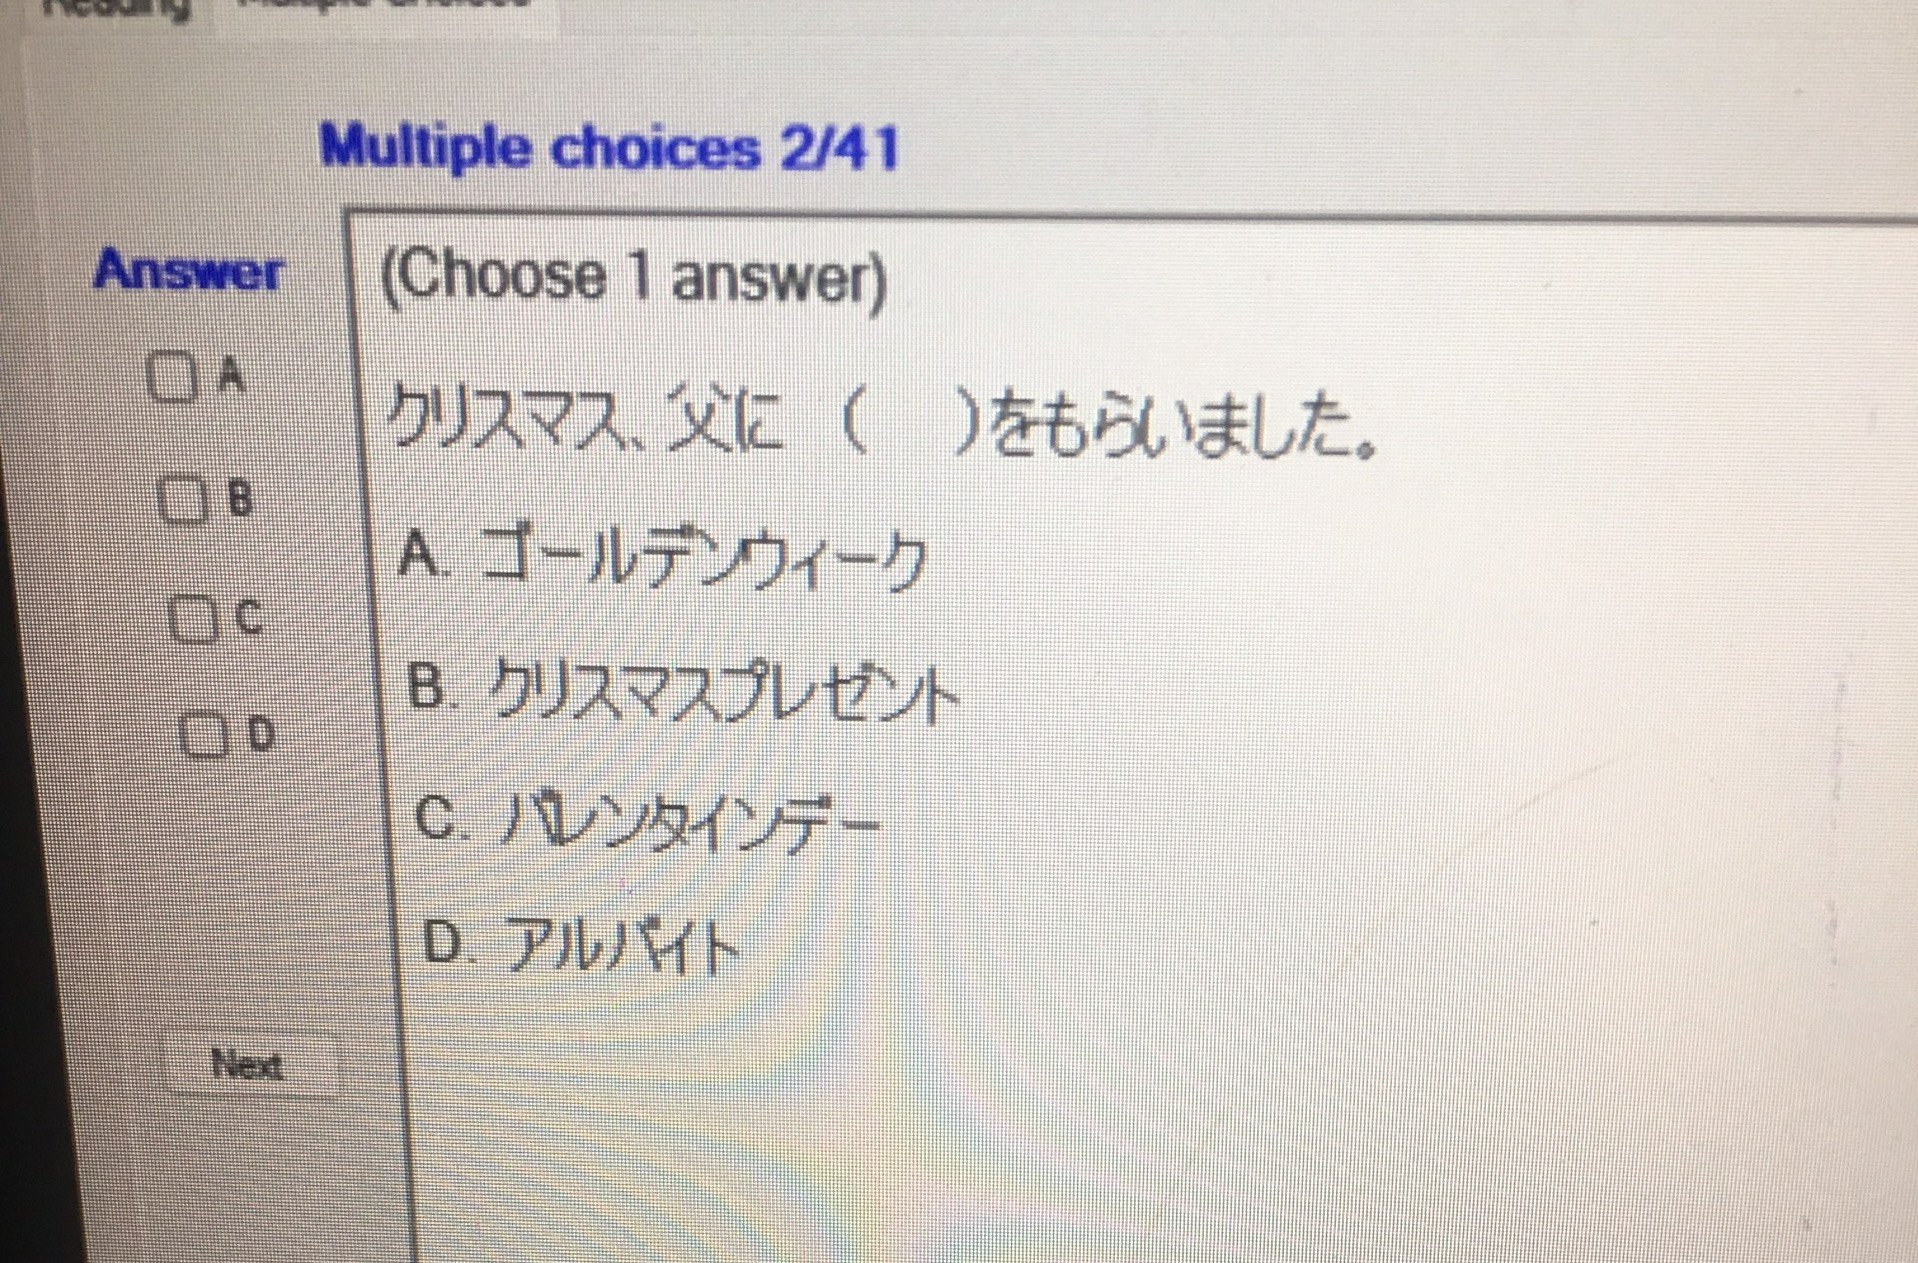 Reading Multiple choices
Multiple choices 2/41
Answer
(Choose 1 answer)
A
クリスマス、父に ( )をもらいました。
B
A. ゴールデンウィーク
C
B. クリスマスプレゼント
D
C. バレンタインデー
D. アルバイト
Next